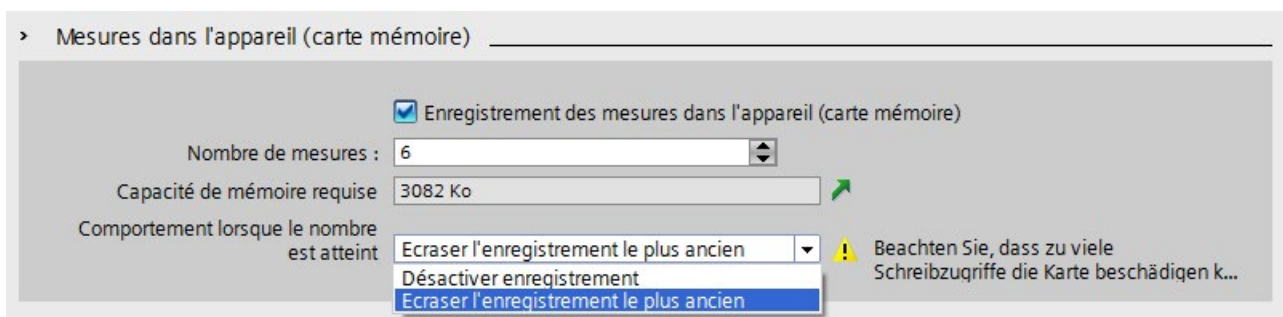 Mesures dans l'appareil (carte mémoire)
Enregistrement des mesures dans l'appareil (carte mémoire)
Nombre de mesures : 6
Capacité de mémoire requise 3082 Ko
Comportement lorsque le nombre
est atteint Ecraser l'enregistrement le plus ancien
Beachten Sie, dass zu viele
Schreibzugriffe die Karte beschädigen k...
Désactiver enregistrement
Ecraser l'enregistrement le plus ancien